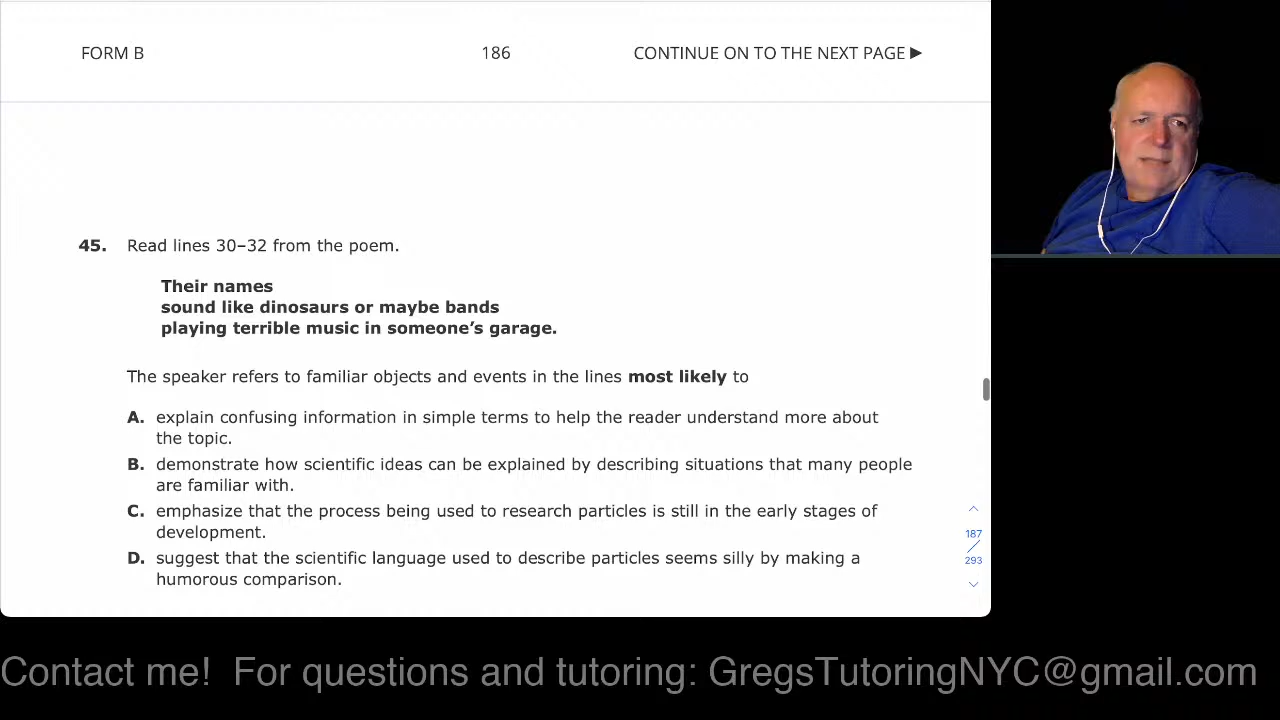 FORM B
186
CONTINUE ON TO THE NEXT PAGE ▶
45. Read lines 30–32 from the poem.
Their names
sound like dinosaurs or maybe bands
playing terrible music in someone’s garage.
The speaker refers to familiar objects and events in the lines most likely to
A. explain confusing information in simple terms to help the reader understand more about
the topic.
B. demonstrate how scientific ideas can be explained by describing situations that many people
are familiar with.
C. emphasize that the process being used to research particles is still in the early stages of
development.
D. suggest that the scientific language used to describe particles seems silly by making a
humorous comparison.
187
/
293
Contact me! For questions and tutoring: GregsTutoringNYC@gmail.com